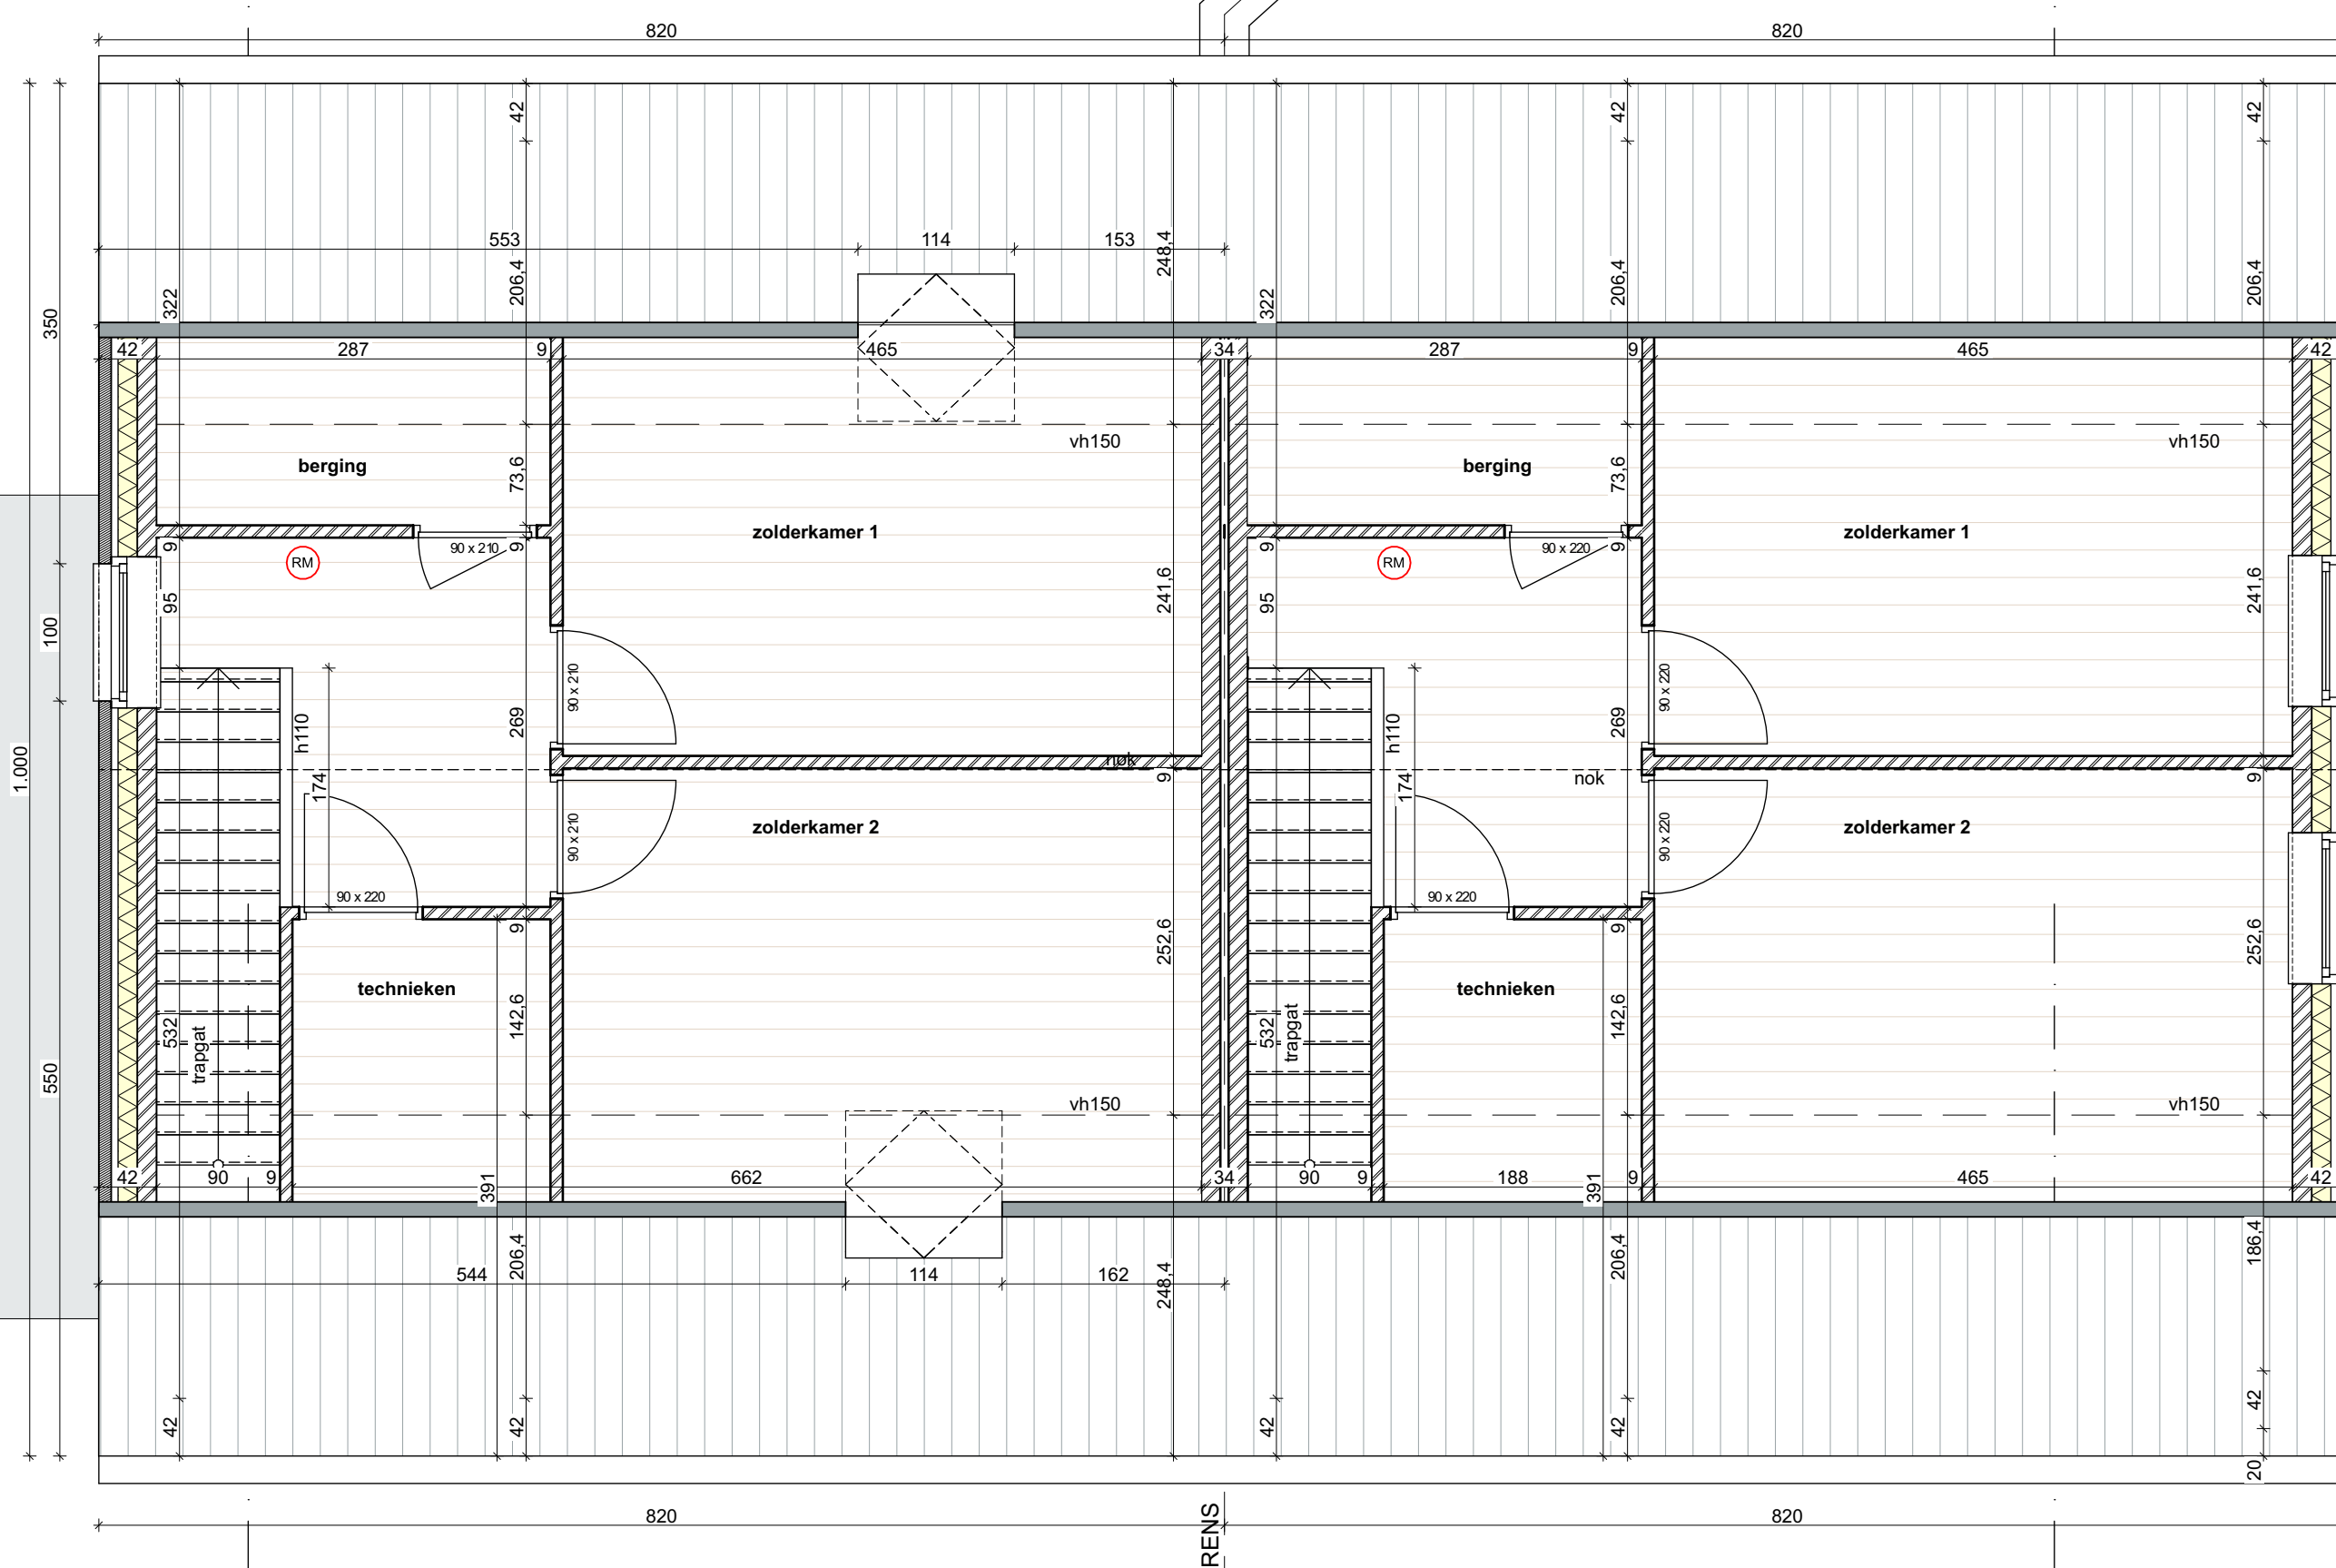 820
820
42
42
42
553
114
153
248,4
206,4
206,4
206,4
322
322
350
42
287
9
465
34
287
9
465
42
vh150
vh150
berging
73,6
berging
73,6
zolderkamer 1
zolderkamer 1
9
90 x 210
9
9
90 x 220
9
RM
RM
95
241,6
95
241,6
100
90 x 210
90 x 220
h110
269
h110
269
1.000
174
nok
9
174
nok
9
zolderkamer 2
90 x 210
zolderkamer 2
90 x 220
90 x 220
90 x 220
9
252,6
9
252,6
technieken
technieken
532
trapgat
142,6
532
trapgat
142,6
550
vh150
vh150
42
90
9
391
662
34
90
9
188
391
9
465
42
544
206,4
114
162
248,4
206,4
186,4
42
42
42
42
42
20
820
RENS
820